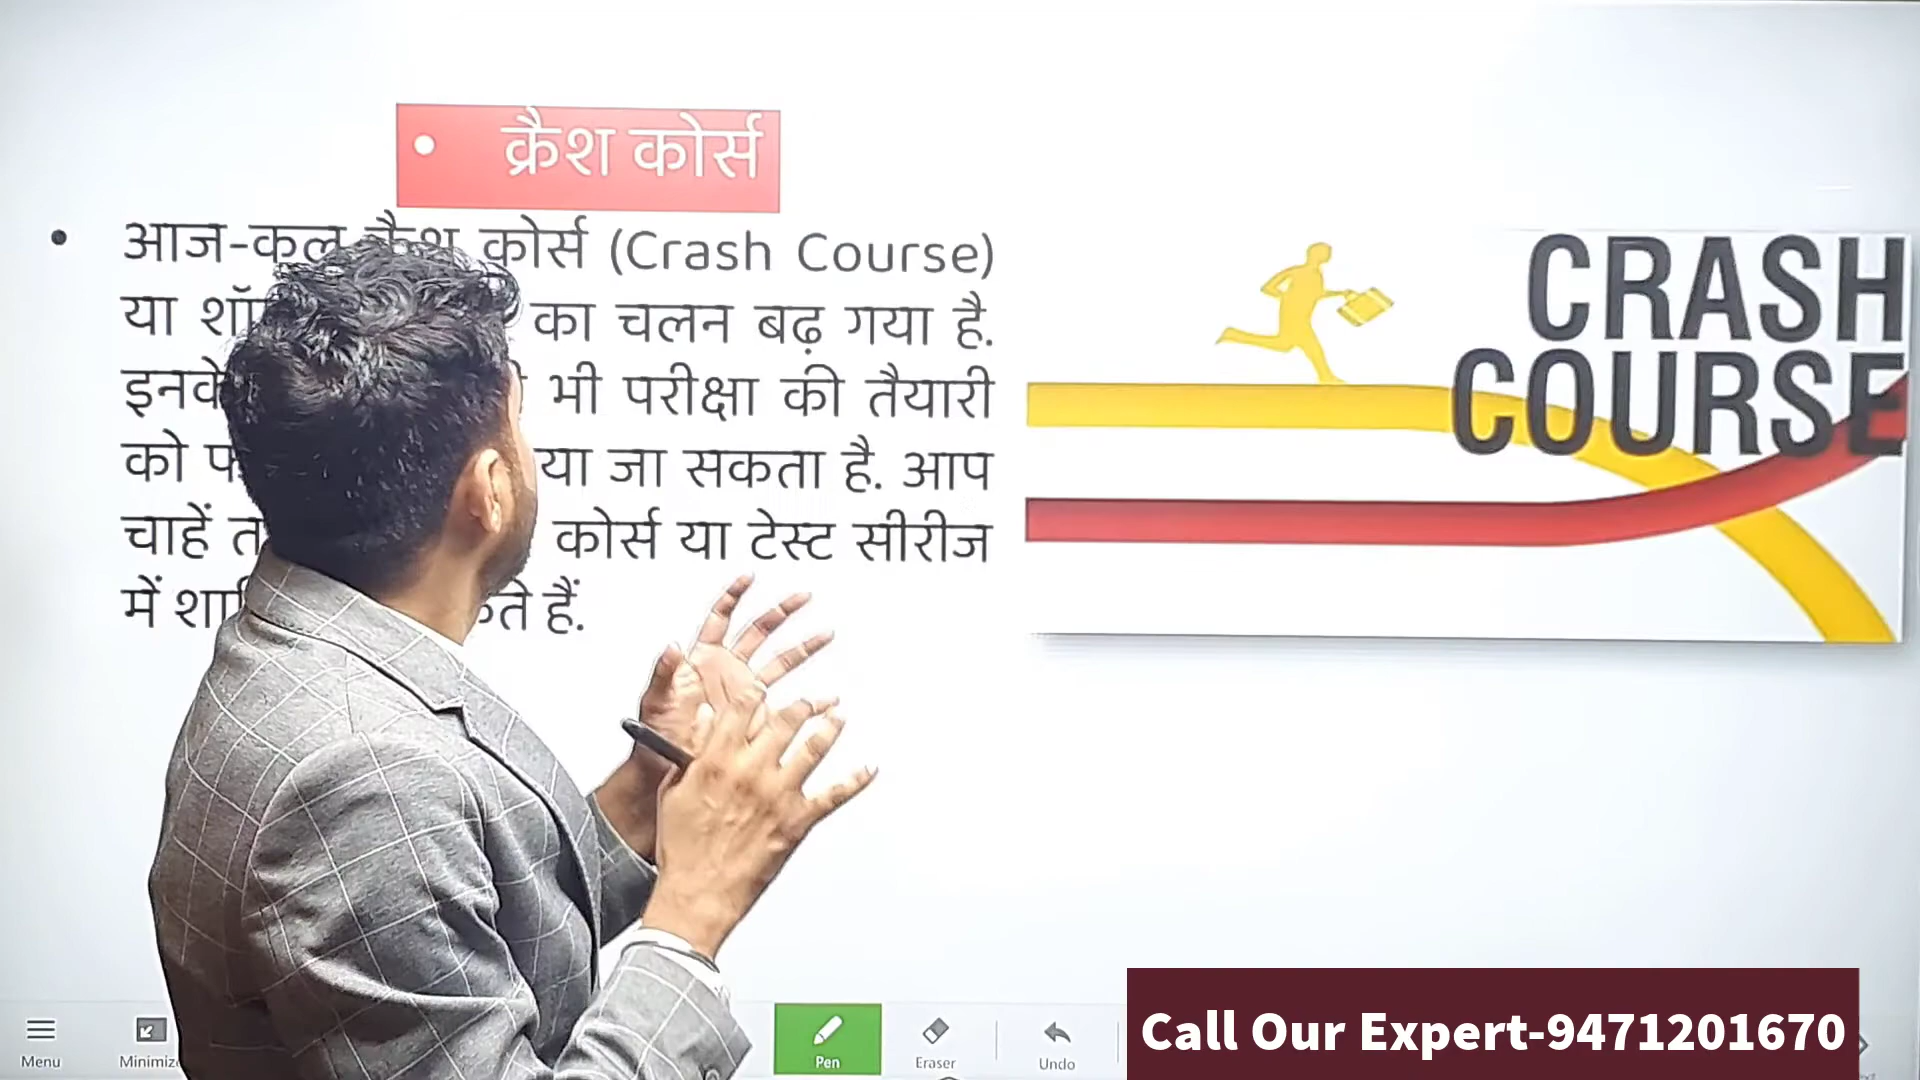 • क्रैश कोर्स
• आज-कल क्रैश कोर्स (Crash Course)
या का चलन बढ़ गया है.
भी परीक्षा की तैयारी
को जा सकता है. आप
चाहें कोर्स या टेस्ट सीरीज
में हैं.
CRASH
COURSE
Menu
Pen
Eraser
Undo
Call Our Expert-9471201670